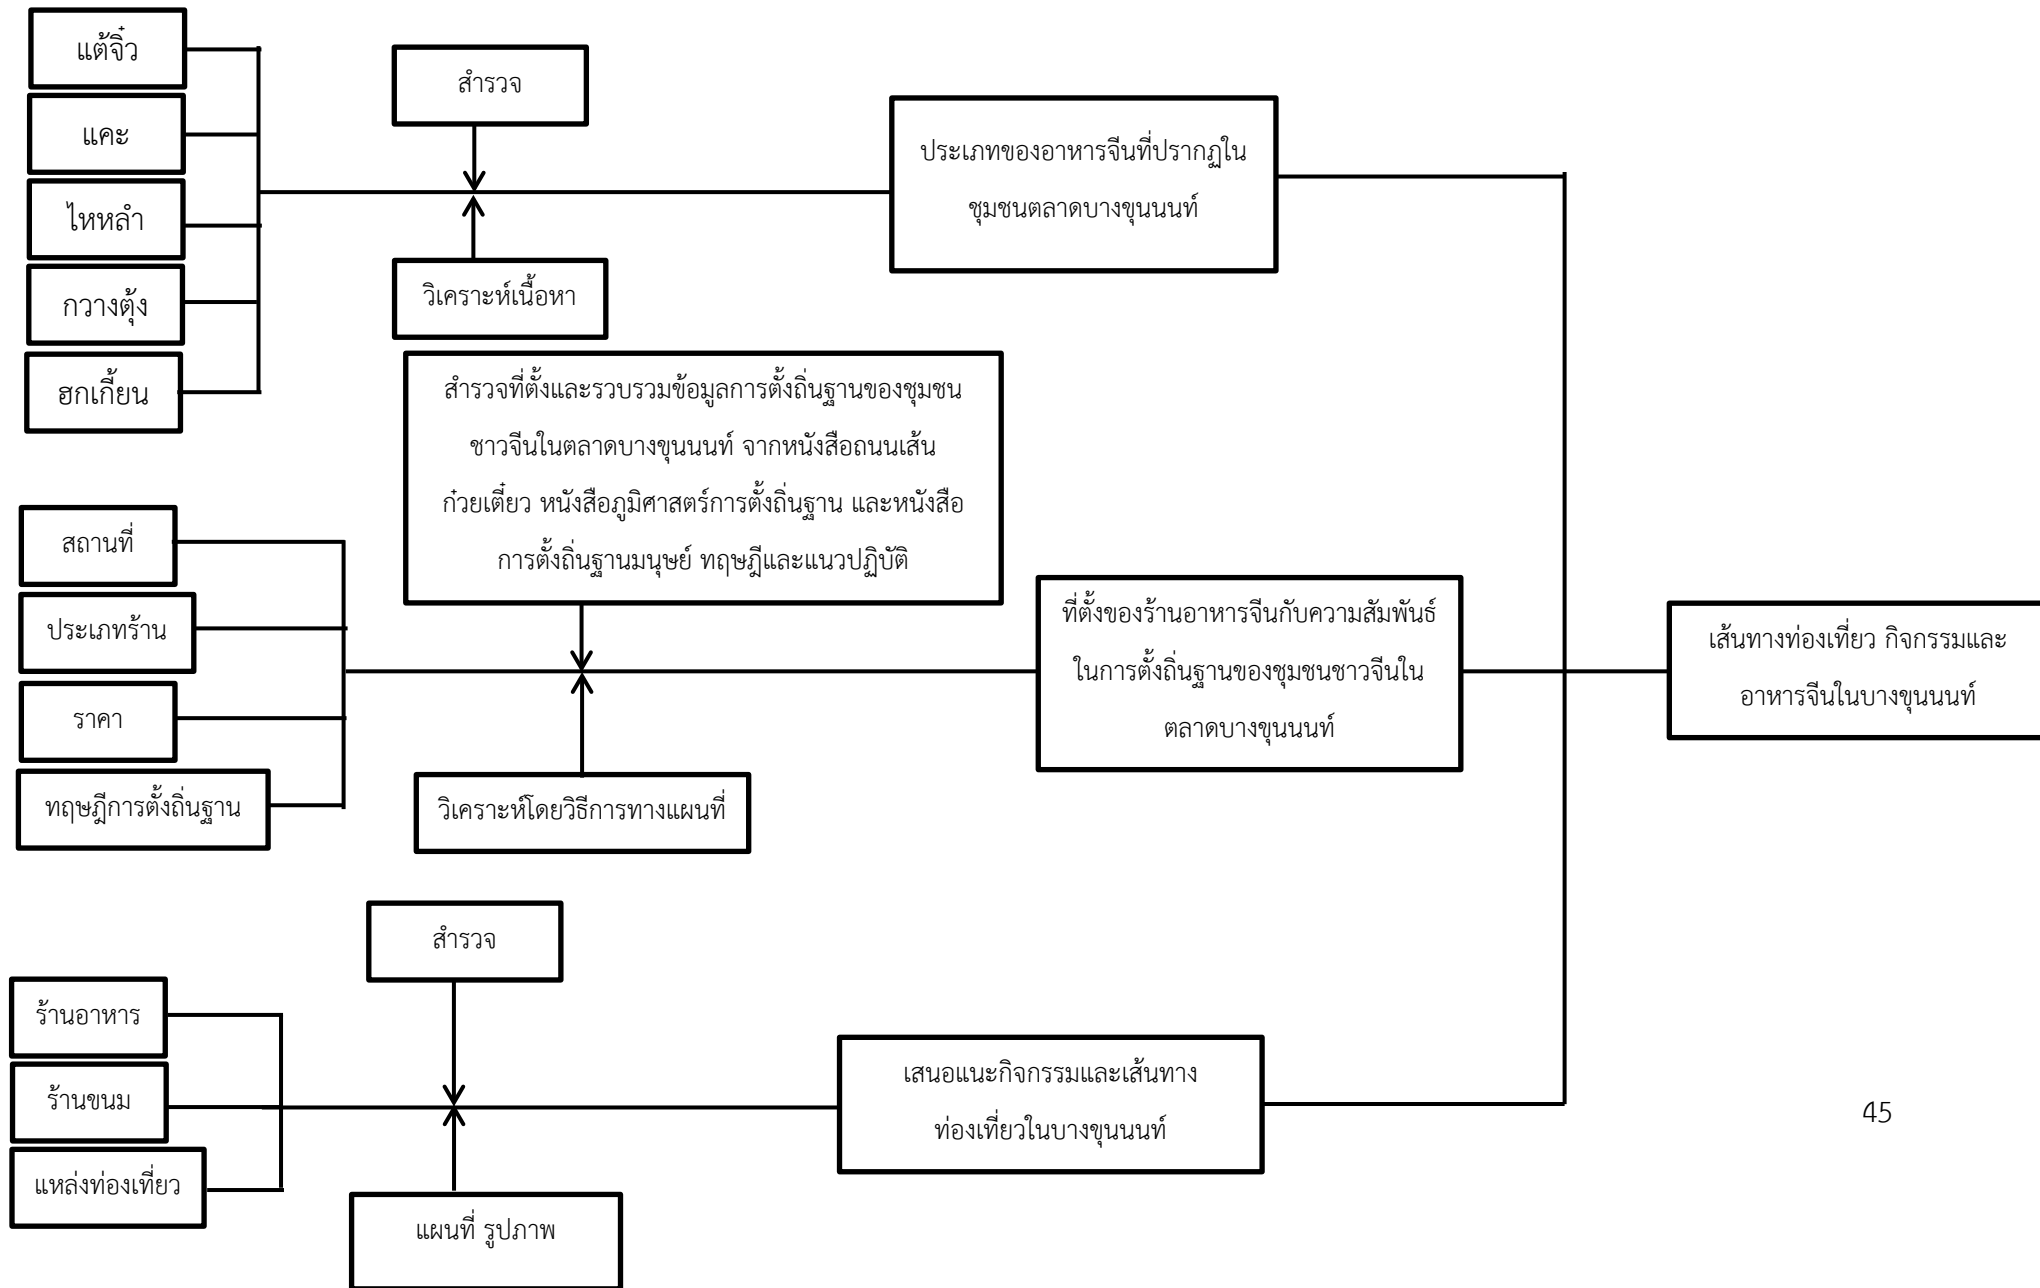 แต้จิ๋ว
แคะ
ไหหลำ
กวางตุ้ง
ฮกเกี้ยน
สำรวจ
วิเคราะห์เนื้อหา
ประเภทของอาหารจีนที่ปรากฏใน
ชุมชนตลาดบางขุนนนท์
สำรวจที่ตั้งและรวบรวมข้อมูลการตั้งถิ่นฐานของชุมชน
ชาวจีนในตลาดบางขุนนนท์ จากหนังสือถนนเส้น
ก๋วยเตี๋ยว หนังสือภูมิศาสตร์การตั้งถิ่นฐาน และหนังสือ
การตั้งถิ่นฐานมนุษย์ ทฤษฎีและแนวปฏิบัติ
สถานที่
ประเภทร้าน
ราคา
ทฤษฎีการตั้งถิ่นฐาน
วิเคราะห์โดยวิธีการทางแผนที่
ที่ตั้งของร้านอาหารจีนกับความสัมพันธ์
ในการตั้งถิ่นฐานของชุมชนชาวจีนใน
ตลาดบางขุนนนท์
เส้นทางท่องเที่ยว กิจกรรมและ
อาหารจีนในบางขุนนนท์
สำรวจ
ร้านอาหาร
ร้านขนม
แหล่งท่องเที่ยว
แผนที่ รูปภาพ
เสนอแนะกิจกรรมและเส้นทาง
ท่องเที่ยวในบางขุนนนท์
45